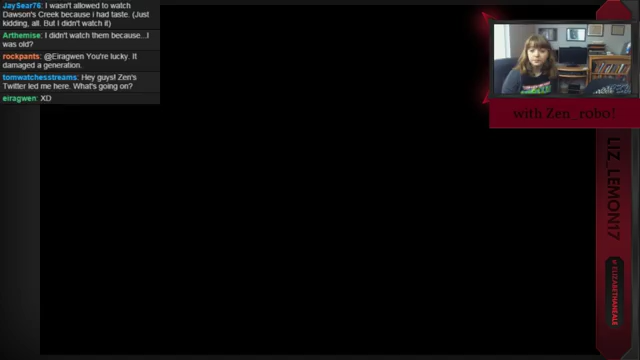 JaySear76: I wasn't allowed to watch
Dawson's Creek because i had taste. (Just
kidding, all. But I didn't watch it)
Arthemise: I didn't watch them because...I
was old?
rockpants: @Eiragwen You're lucky. It
damaged a generation.
tomwatchesstreams: Hey guys! Zen's
Twitter led me here. What's going on?
eiragwen: XD
with Zen_robo!
LIZ_LEMON17